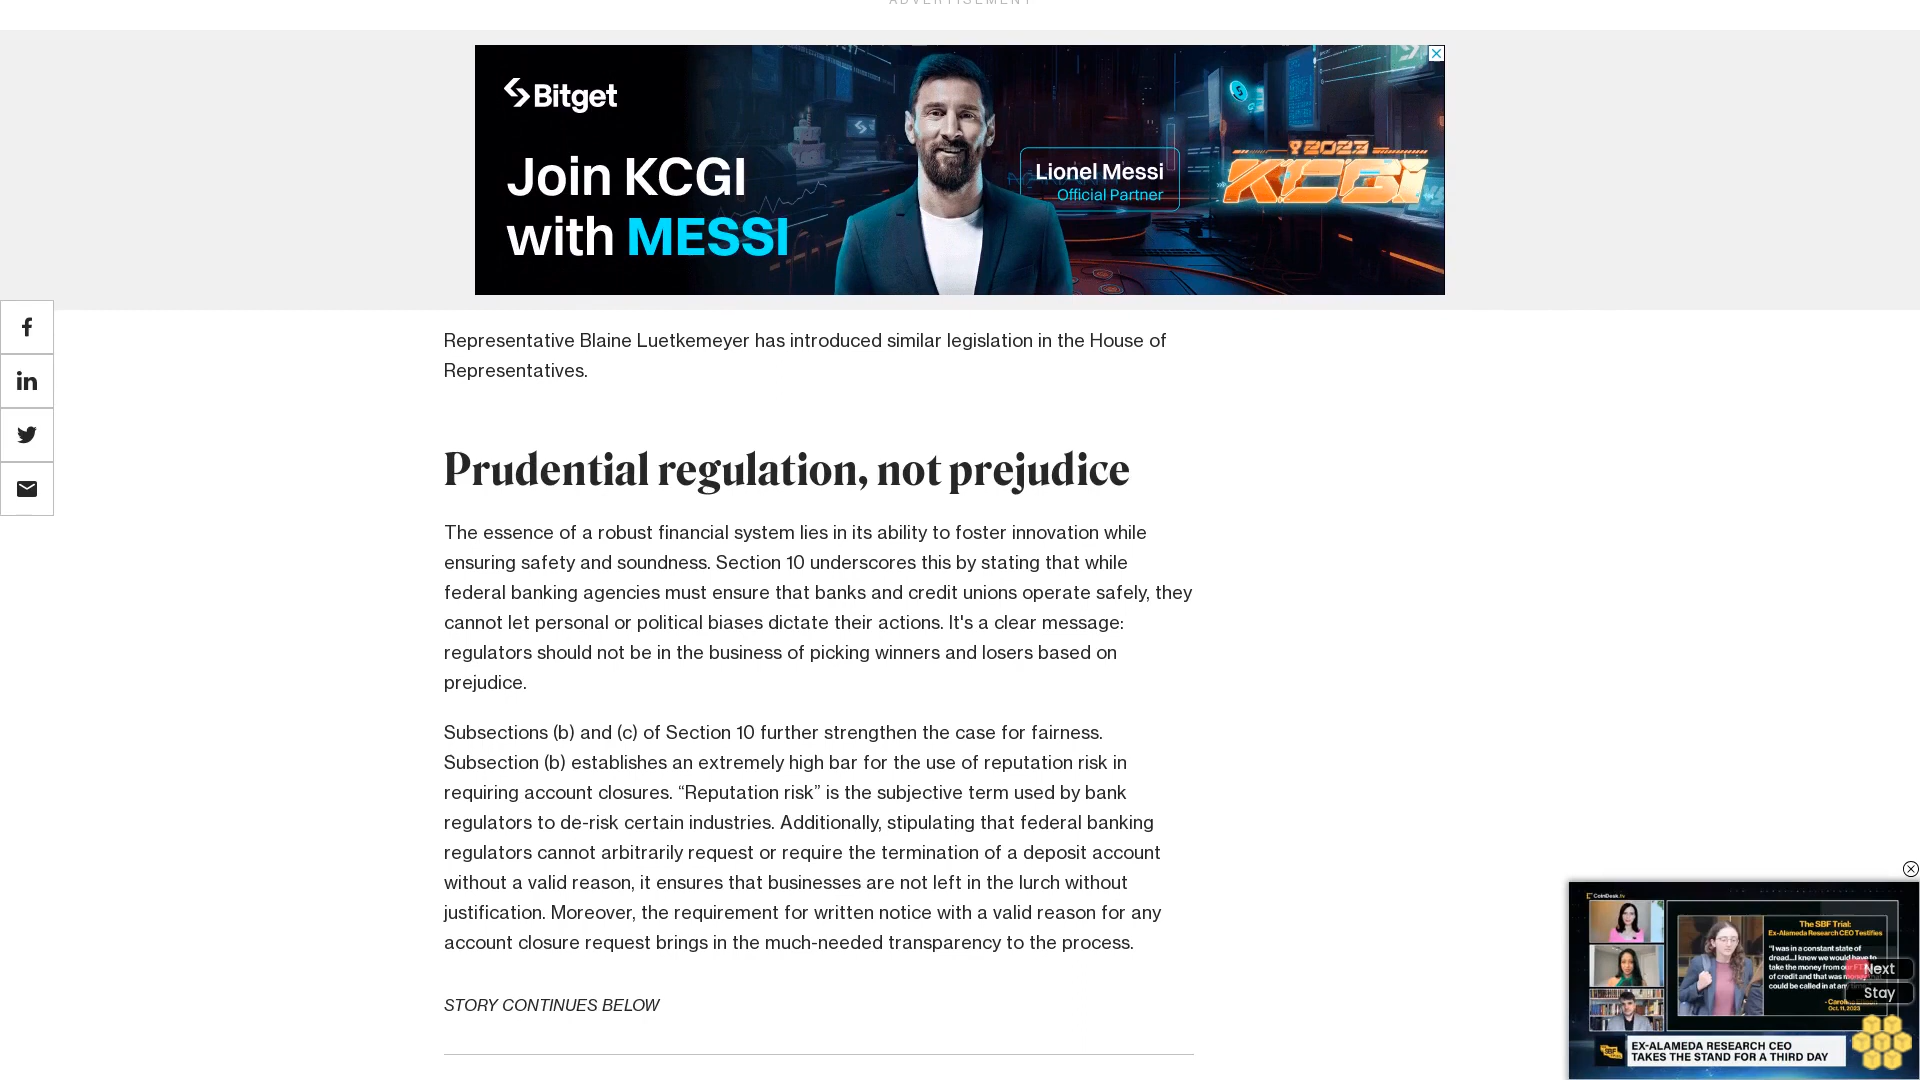 ADVERTISEMENT
Bitget
Join KCGI
with MESSI
Lionel Messi
Official Partner
2023
KCGI
Representative Blaine Luetkemeyer has introduced similar legislation in the House of
Representatives.
Prudential regulation, not prejudice
The essence of a robust financial system lies in its ability to foster innovation while
ensuring safety and soundness. Section 10 underscores this by stating that while
federal banking agencies must ensure that banks and credit unions operate safely, they
cannot let personal or political biases dictate their actions. It's a clear message:
regulators should not be in the business of picking winners and losers based on
prejudice.
Subsections (b) and (c) of Section 10 further strengthen the case for fairness.
Subsection (b) establishes an extremely high bar for the use of reputation risk in
requiring account closures. “Reputation risk” is the subjective term used by bank
regulators to de-risk certain industries. Additionally, stipulating that federal banking
regulators cannot arbitrarily request or require the termination of a deposit account
without a valid reason, it ensures that businesses are not left in the lurch without
justification. Moreover, the requirement for written notice with a valid reason for any
account closure request brings in the much-needed transparency to the process.
STORY CONTINUES BELOW
CoinDesk.tv
The SBF Trial:
Ex-Alameda Research CEO Testifies
"I was in a constant state of
dread...I knew we would have to
take the money from our
of credit and that was
could be called in at any
Oct. 11, 2023
Next
Stay
EX-ALAMEDA RESEARCH CEO
TAKES THE STAND FOR A THIRD DAY